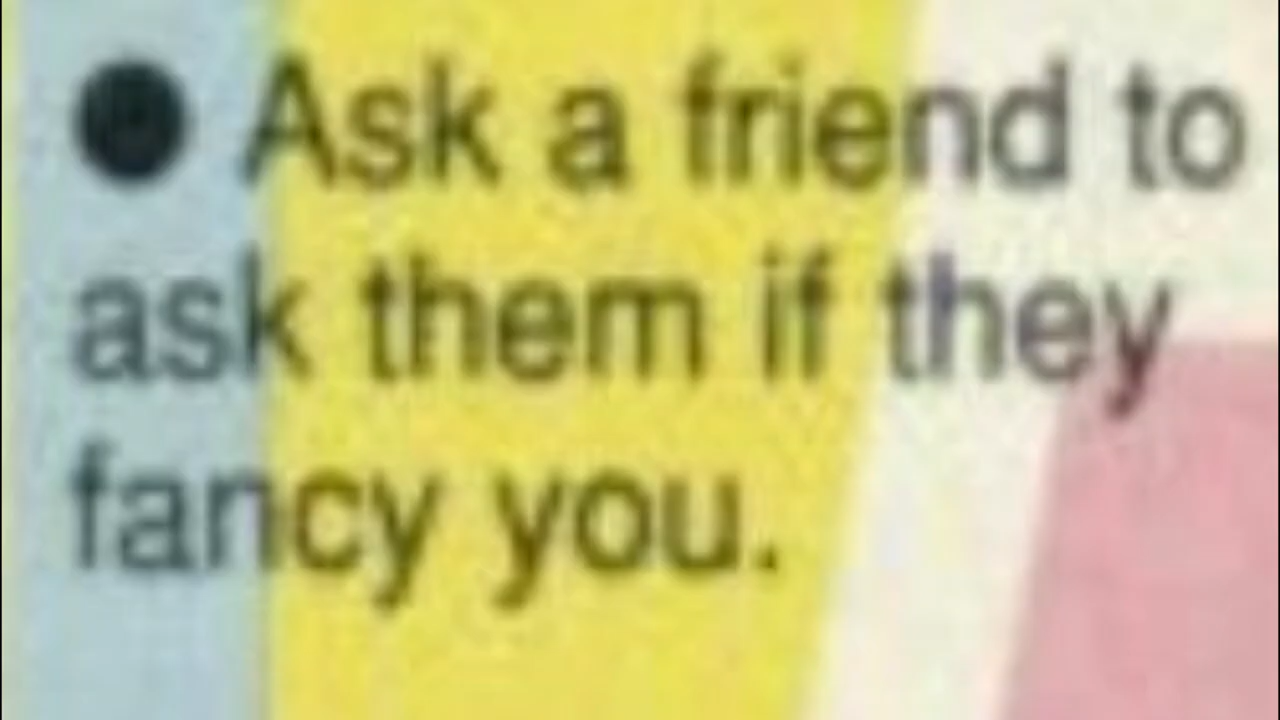 ● Ask a friend to
ask them if they
fancy you.